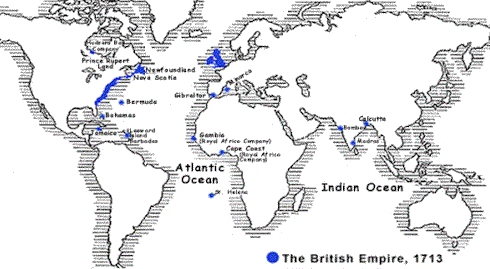 Hudson's Bay
Company
Prince Rupert
Land
Newfoundland
Nova Scotia
Bermuda
Bahamas
Jamaica
Leeward
Island
Barbados
Gibraltar
Minorca
Gambia
(Royal Africa Company)
Cape Coast
(Royal Africa
Company)
Atlantic
Ocean
St. Helena
Calcutta
Bombay
Madras
Indian Ocean
The British Empire, 1713